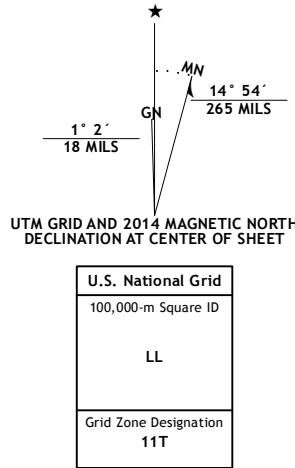 ★
MN
GN
14° 54´
265 MILS
1° 2´
18 MILS
UTM GRID AND 2014 MAGNETIC NORTH
DECLINATION AT CENTER OF SHEET
U.S. National Grid
100,000-m Square ID
LL
Grid Zone Designation
11T